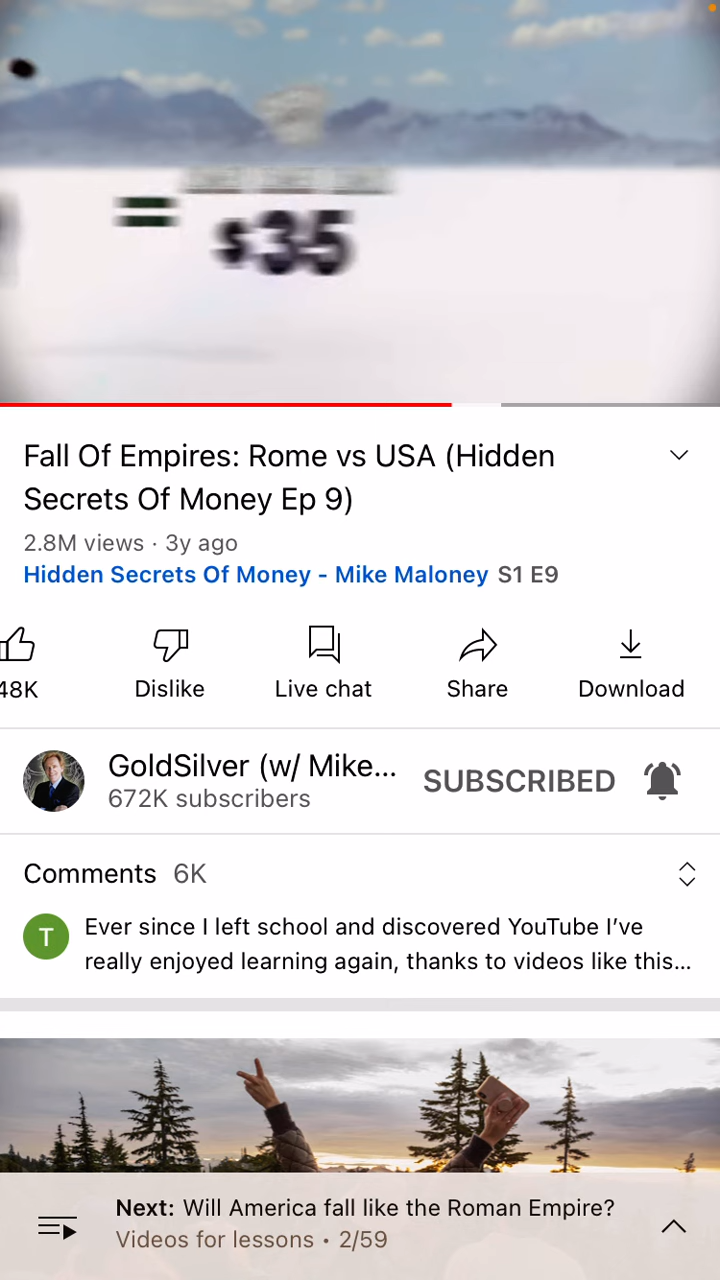 = $35
Fall Of Empires: Rome vs USA (Hidden
Secrets Of Money Ep 9)
2.8M views · 3y ago
Hidden Secrets Of Money - Mike Maloney S1 E9
48K
Dislike
Live chat
Share
Download
GoldSilver (w/ Mike...
672K subscribers
SUBSCRIBED
Comments 6K
T
Ever since I left school and discovered YouTube I’ve
really enjoyed learning again, thanks to videos like this...
Next: Will America fall like the Roman Empire?
Videos for lessons • 2/59